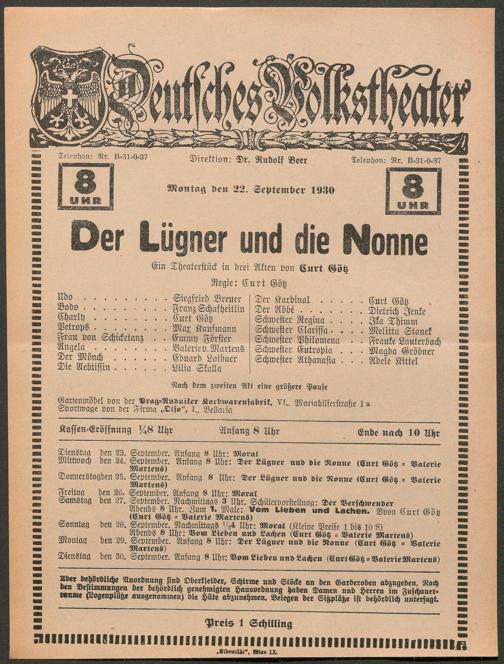 Deutsches Volkstheater
Telephon: Nr. B-31-0-37 Direktion: Dr. Rudolf Beer Telephon: Nr. B-31-0-37
8 UHR Montag den 22. September 1930 8 UHR
Der Lügner und die Nonne
Ein Theaterstück in drei Akten von Curt Götz
Regie: Curt Götz
Udo . . . . . . . . . Siegfried Breuer
Bodo . . . . . . . . Franz Schafheitlin
Charly . . . . . . . . Curt Götz
Petrops . . . . . . . Max Kaufmann
Frau von Schicketanz . . . . Emmy Förster
Angela . . . . . . . Valerie v. Martens
Der Mönch . . . . . . Eduard Loibner
Die Aebtissin . . . . . . Lilia Skalla
Der Kardinal . . . . . Curt Götz
Der Abbé . . . . . . Dietrich Jenke
Schwester Regina . . . . Ika Thimm
Schwester Clarissa . . . . Melitta Stanek
Schwester Philomena . . . Frauke Lauterbach
Schwester Eutropia . . . . Magda Gröbner
Schwester Athanasia . . . Adele Kittel
Nach dem zweiten Akt eine größere Pause
Gartenmöbel von der Prag-Rudniker Korbwarenfabrik, VI., Mariahilferstraße 1a
Sportwage von der Firma „Otso“, I., Bellaria
Kassen-Eröffnung ½8 Uhr Anfang 8 Uhr Ende nach 10 Uhr
Dienstag den 23. September. Anfang 8 Uhr: Moral
Mittwoch den 24. September. Anfang 8 Uhr: Der Lügner und die Nonne (Curt Götz = Valerie
Martens)
Donnerstag den 25. September. Anfang 8 Uhr: Der Lügner und die Nonne (Curt Götz = Valerie
Martens)
Freitag den 26. September. Anfang 8 Uhr: Moral
Samstag den 27. September. Nachmittags 3 Uhr. Schülervorstellung: Der Verschwender
Abends 8 Uhr. Zum 1. Male: Vom Lieben und Lachen. Von Curt Götz
(Curt Götz = Valerie Martens)
Sonntag den 28. September. Nachmittags ¼4 Uhr: Moral (Kleine Preise 1 bis 10 S)
Abends 8 Uhr: Vom Lieben und Lachen (Curt Götz = Valerie Martens)
Montag den 29. September. Anfang 8 Uhr: Der Lügner und die Nonne (Curt Götz = Valerie
Martens)
Dienstag den 30. September. Anfang 8 Uhr: Vom Lieben und Lachen (Curt Götz = Valerie Martens)
Über behördliche Anordnung sind Oberkleider, Schirme und Stöcke an den Garderoben abzugeben. Nach
den Bestimmungen der behördlich genehmigten Hausordnung haben Damen und Herren im Zuschauer-
raume (Logenplätze ausgenommen) die Hüte abzunehmen. Belegen der Sitzplätze ist behördlich untersagt.
Preis 1 Schilling
Wien IX.